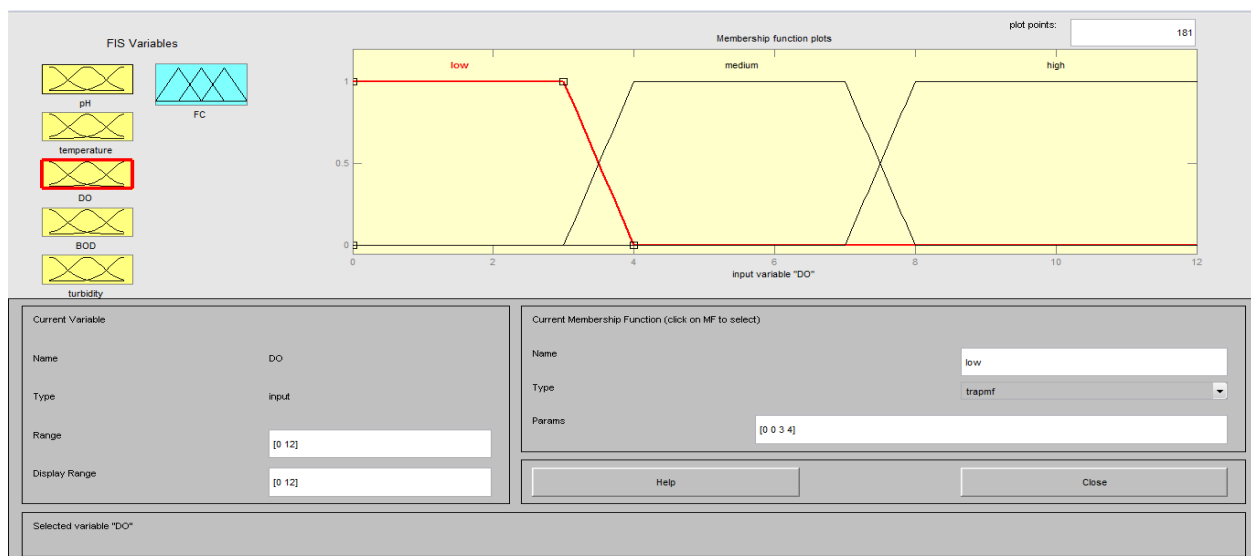 FIS Variables
pH
FC
temperature
DO
BOD
turbidity
plot points:
181
Membership function plots
low
medium
high
1
0.5
0
0
2
4
6
8
10
12
input variable "DO"
Current Variable
Name
DO
Type
input
Range
[0 12]
Display Range
[0 12]
Current Membership Function (click on MF to select)
Name
low
Type
trapmf
Params
[0 0 3 4]
Help
Close
Selected variable "DO"